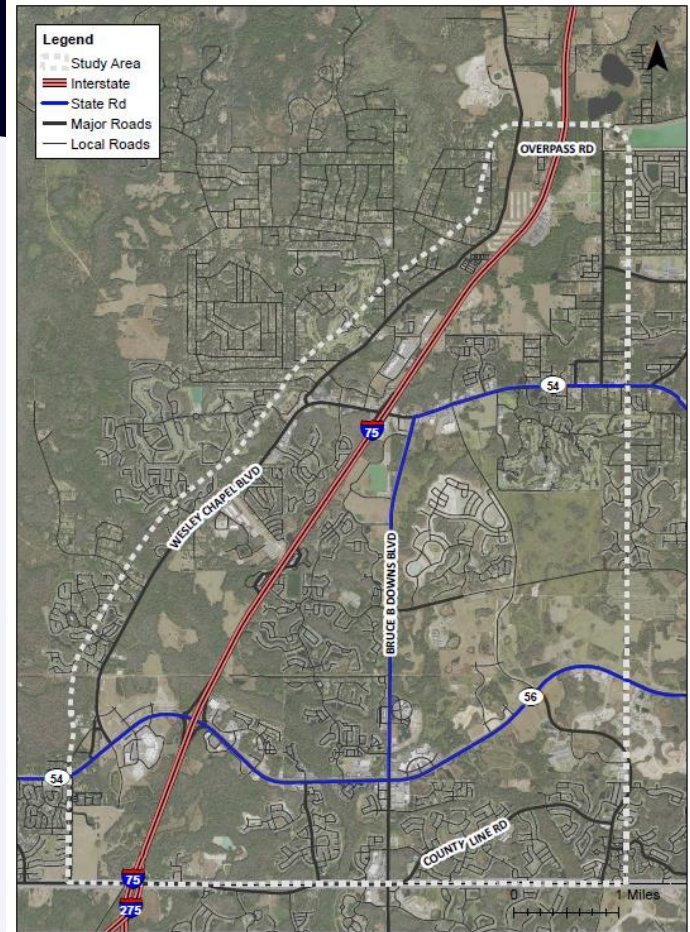 Legend
Study Area
Interstate
State Rd
Major Roads
Local Roads
N
OVERPASS RD
54
75
WESLEY CHAPEL BLVD
BRUCE B DOWNS BLVD
56
54
COUNTY LINE RD
75
275
0 1 Miles